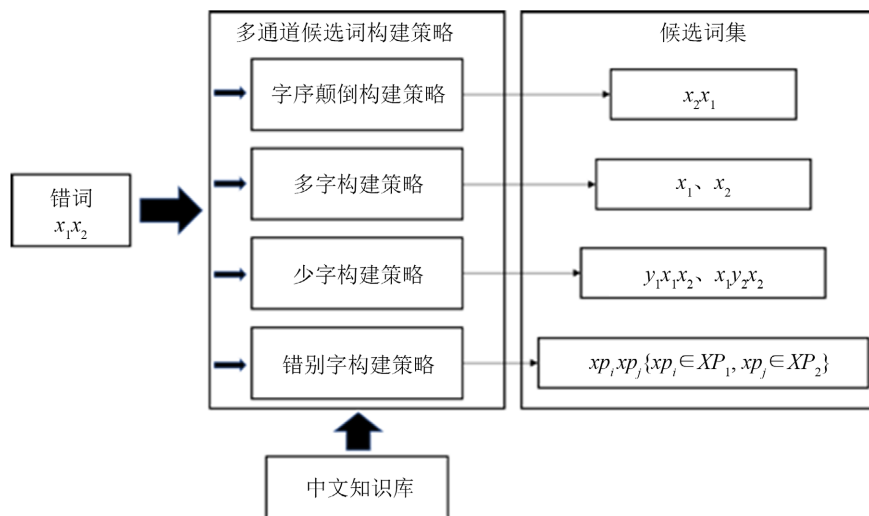 多通道候选词构建策略
候选词集
字序颠倒构建策略
x₂x₁
多字构建策略
x₁、x₂
错词
x₁x₂
少字构建策略
y₁x₁x₂、x₁y₂x₂
错别字构建策略
xpᵢxpⱼ{xpᵢ∈XP₁, xpⱼ∈XP₂}
中文知识库